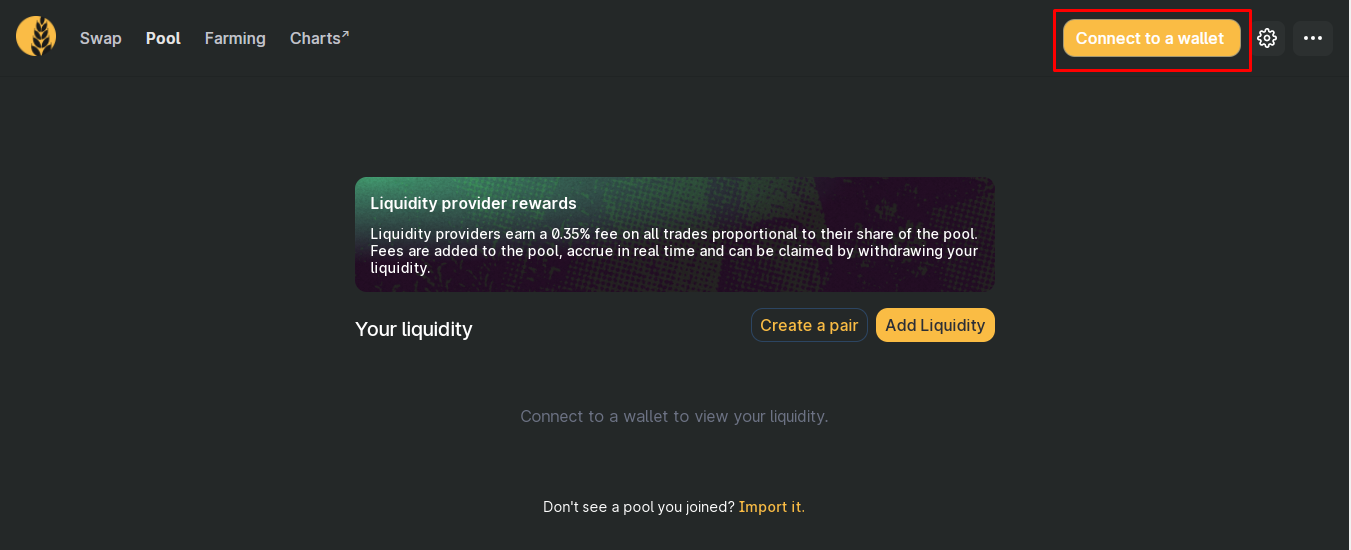 Swap Pool Farming Charts↗ Connect to a wallet
Liquidity provider rewards
Liquidity providers earn a 0.35% fee on all trades proportional to their share of the pool.
Fees are added to the pool, accrue in real time and can be claimed by withdrawing your
liquidity.
Your liquidity Create a pair Add Liquidity
Connect to a wallet to view your liquidity.
Don't see a pool you joined? Import it.